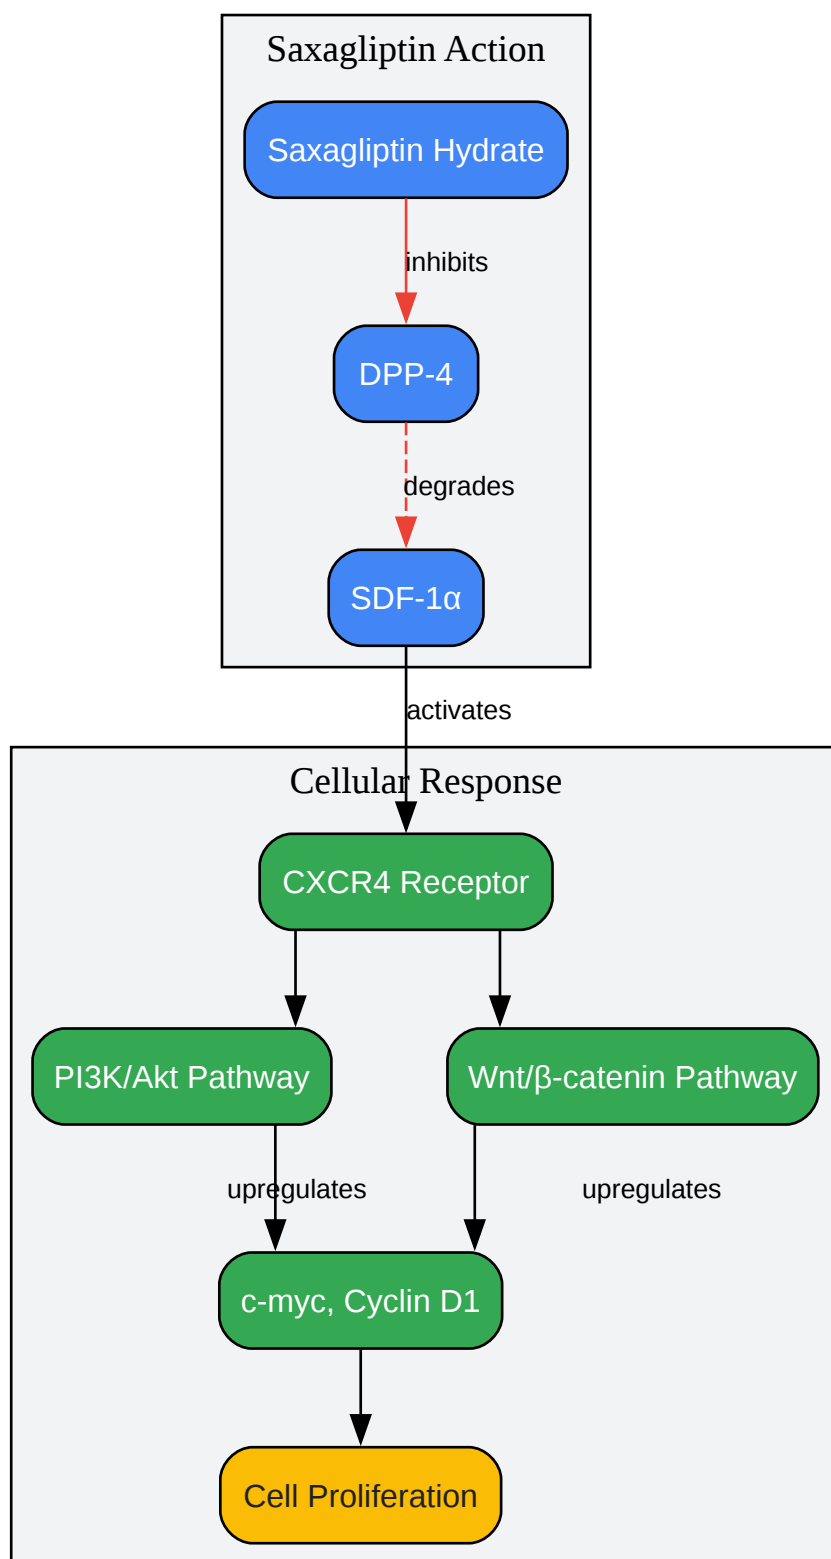 Saxagliptin Action
Saxagliptin Hydrate
inhibits
DPP-4
degrades
SDF-1α
activates
Cellular Response
CXCR4 Receptor
PI3K/Akt Pathway
Wnt/β-catenin Pathway
upregulates
upregulates
c-myc, Cyclin D1
Cell Proliferation